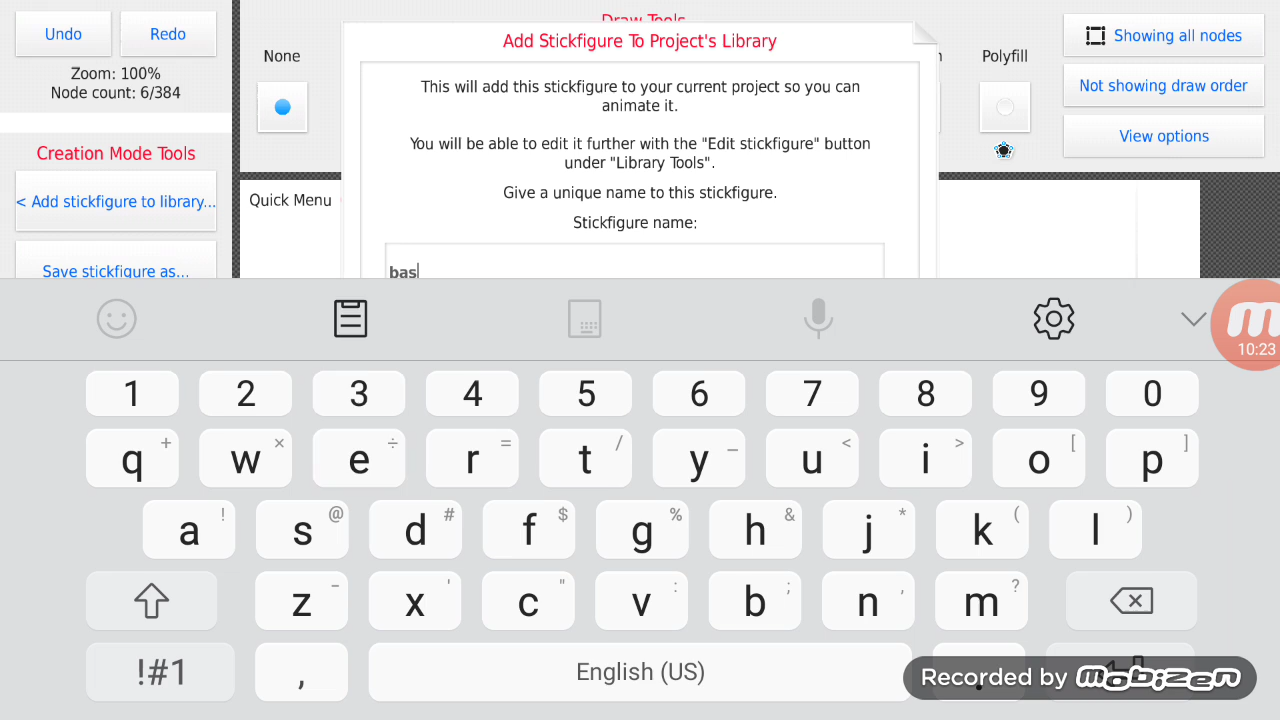 Undo
Redo
Zoom: 100%
Node count: 6/384
Creation Mode Tools
< Add stickfigure to library...
Save stickfigure as...
Draw Tools
None
Polyfill
Showing all nodes
Not showing draw order
View options
Quick Menu
Add Stickfigure To Project's Library
This will add this stickfigure to your current project so you can
animate it.
You will be able to edit it further with the "Edit stickfigure" button
under "Library Tools".
Give a unique name to this stickfigure.
Stickfigure name:
bas
10:23
1 2 3 4 5 6 7 8 9 0
q + w × e ÷ r = t / y _ u < i > o [ p ]
a ! s @ d # f $ g % h & j * k ( l )
z - x ' c " v : b ; n , m ?
!#1 , English (US) .
Recorded by mobizen